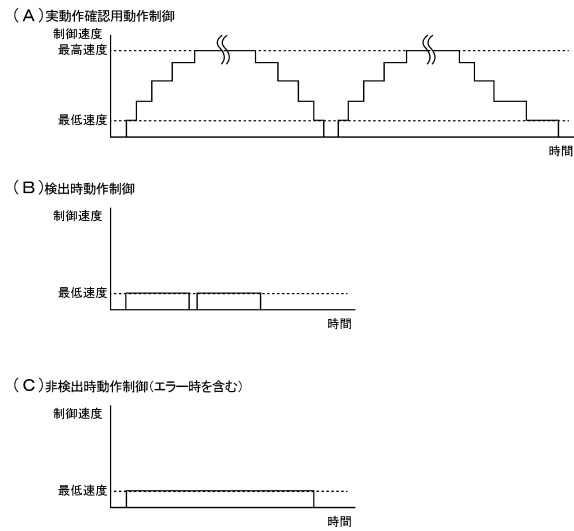 (A)実動作確認用動作制御
制御速度
最高速度
最低速度
時間
(B)検出時動作制御
制御速度
最低速度
時間
(C)非検出時動作制御(エラー時を含む)
制御速度
最低速度
時間